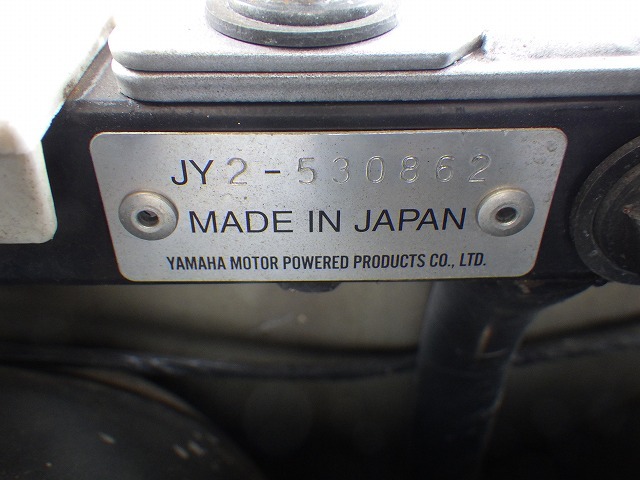 JY2-530862
MADE IN JAPAN
YAMAHA MOTOR POWERED PRODUCTS CO., LTD.